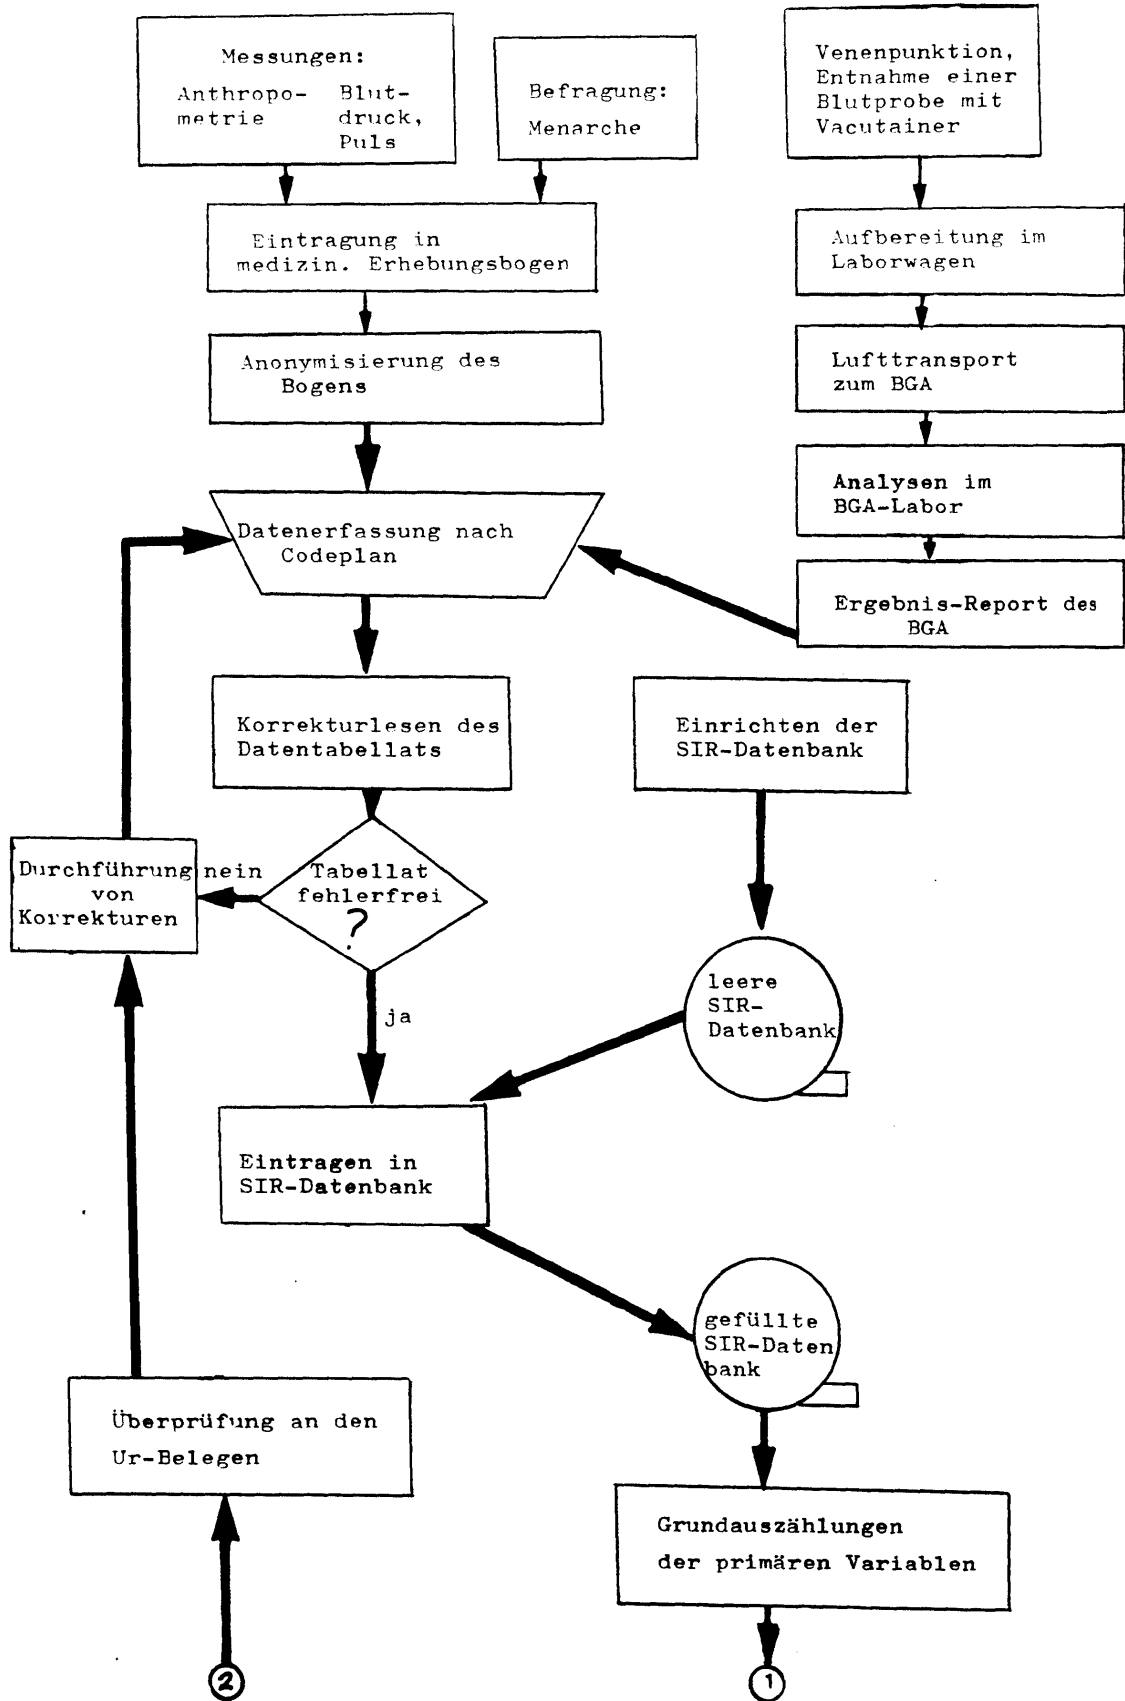 Messungen:
Anthropo-
metrie
Blut-
druck,
Puls
Befragung:
Menarche
Venenpunktion,
Entnahme einer
Blutprobe mit
Vacutainer
Eintragung in
medizin. Erhebungsbogen
Aufbereitung im
Laborwagen
Anonymisierung des
Bogens
Lufttransport
zum BGA
Analysen im
BGA-Labor
Datenerfassung nach
Codeplan
Ergebnis-Report des
BGA
Korrekturlesen des
Datentabellats
Einrichten der
SIR-Datenbank
Durchführung
von
Korrekturen
nein
Tabellat
fehlerfrei
?
ja
leere
SIR-
Datenbank
Eintragen in
SIR-Datenbank
gefüllte
SIR-Daten
bank
Überprüfung an den
Ur-Belegen
Grundauszählungen
der primären Variablen
2
1